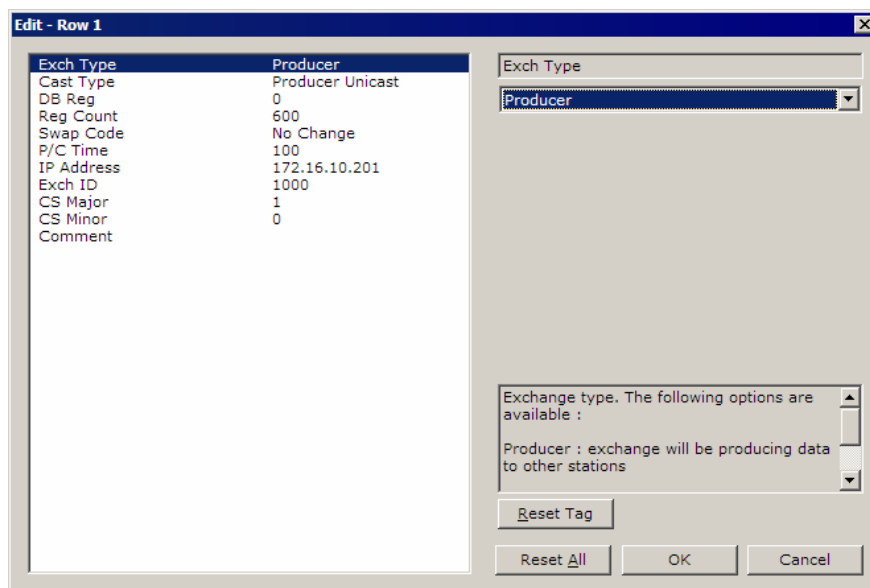 Edit - Row 1
Exch Type Producer
Cast Type Producer Unicast
DB Reg 0
Reg Count 600
Swap Code No Change
P/C Time 100
IP Address 172.16.10.201
Exch ID 1000
CS Major 1
CS Minor 0
Comment
Exch Type
Producer
Exchange type. The following options are
available :
Producer : exchange will be producing data
to other stations
Reset Tag
Reset All OK Cancel